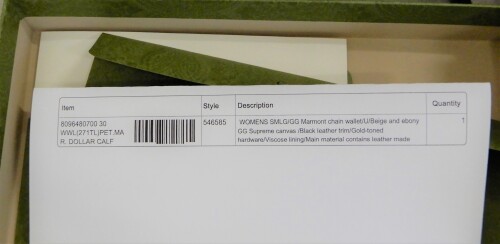 Item Style Description Quantity
8096480700 30 546585 WOMENS SMLG/GG Marmont chain wallet/U/Beige and ebony 1
WWL(271TL)PET.MA GG Supreme canvas /Black leather trim/Gold-toned
R. DOLLAR CALF hardware/Viscose lining/Main material contains leather made